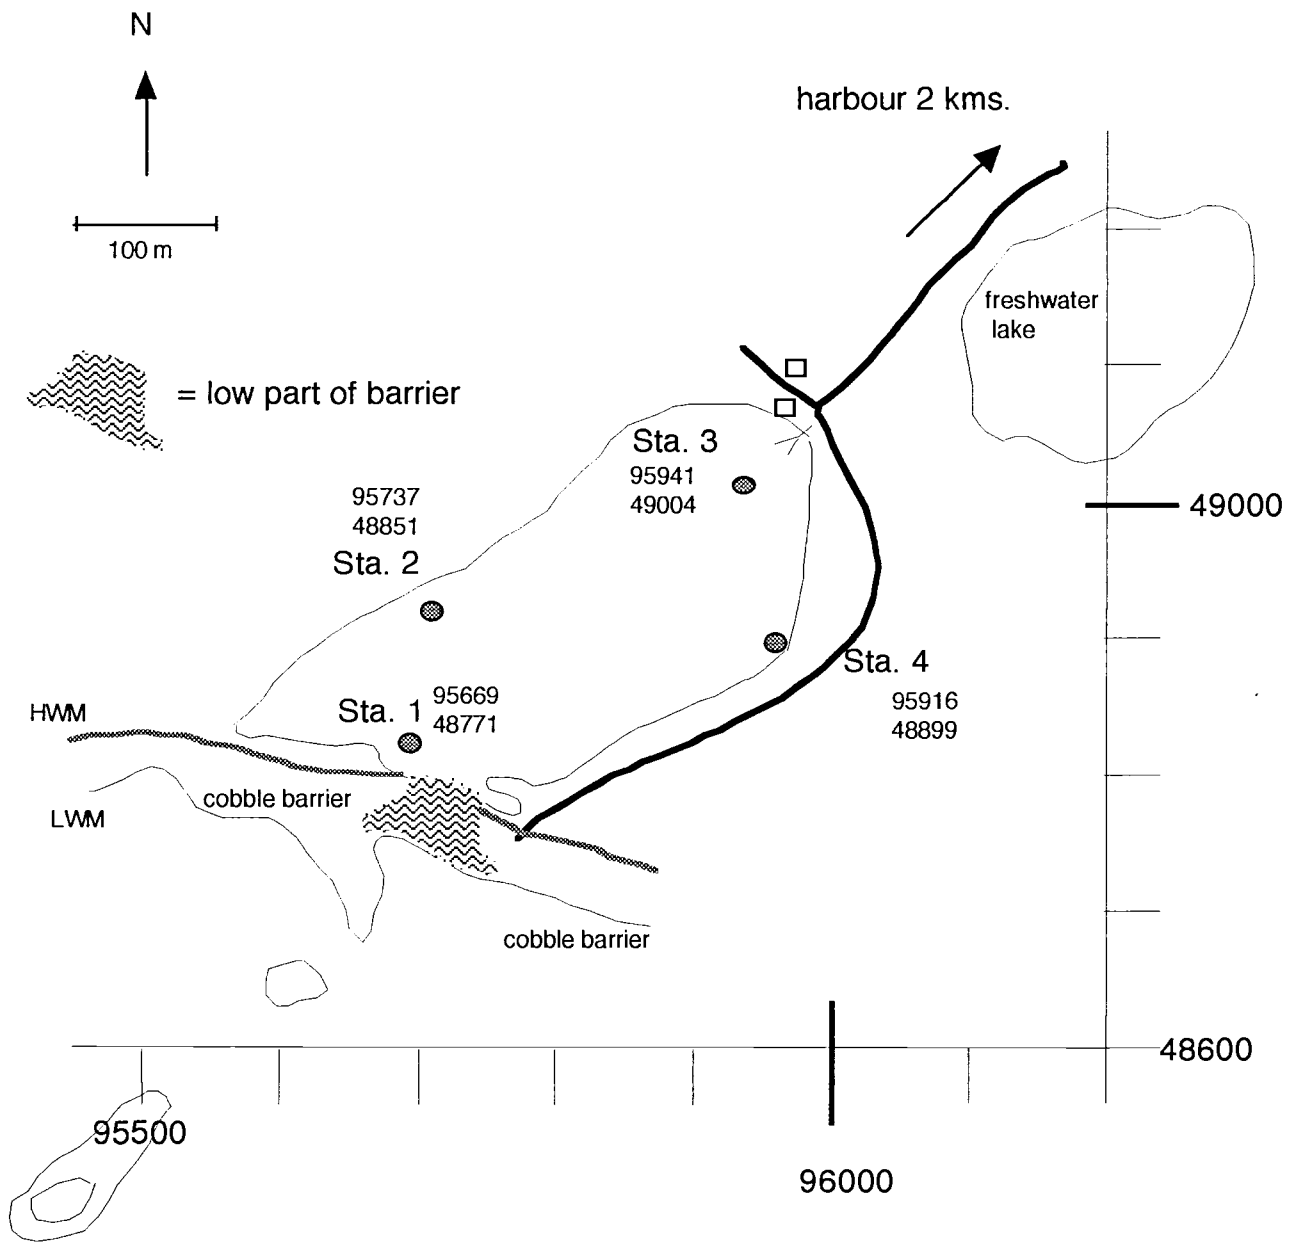 N
harbour 2 kms.
100 m
freshwater
lake
= low part of barrier
Sta. 3
95941
49004
95737
48851
Sta. 2
49000
Sta. 4
95916
48899
Sta. 1
95669
48771
HWM
LWM
cobble barrier
cobble barrier
48600
95500
96000